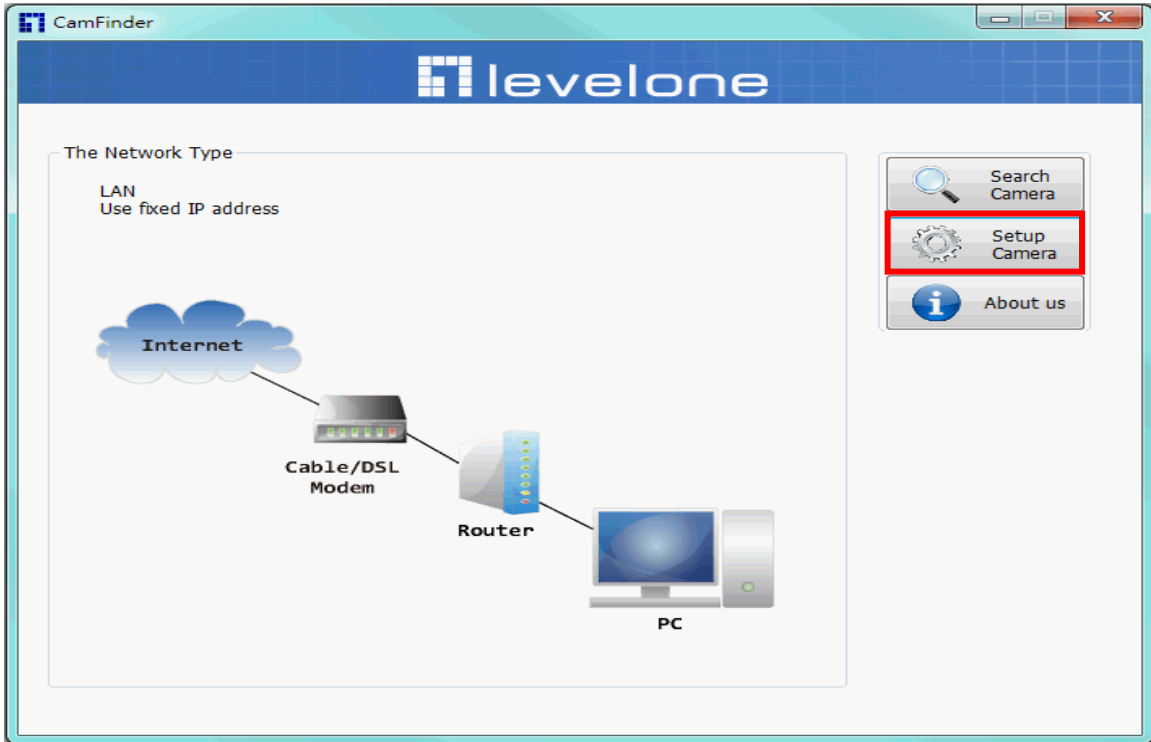 CamFinder
levelone
The Network Type
LAN
Use fixed IP address
Internet
Cable/DSL
Modem
Router
PC
Search
Camera
Setup
Camera
About us